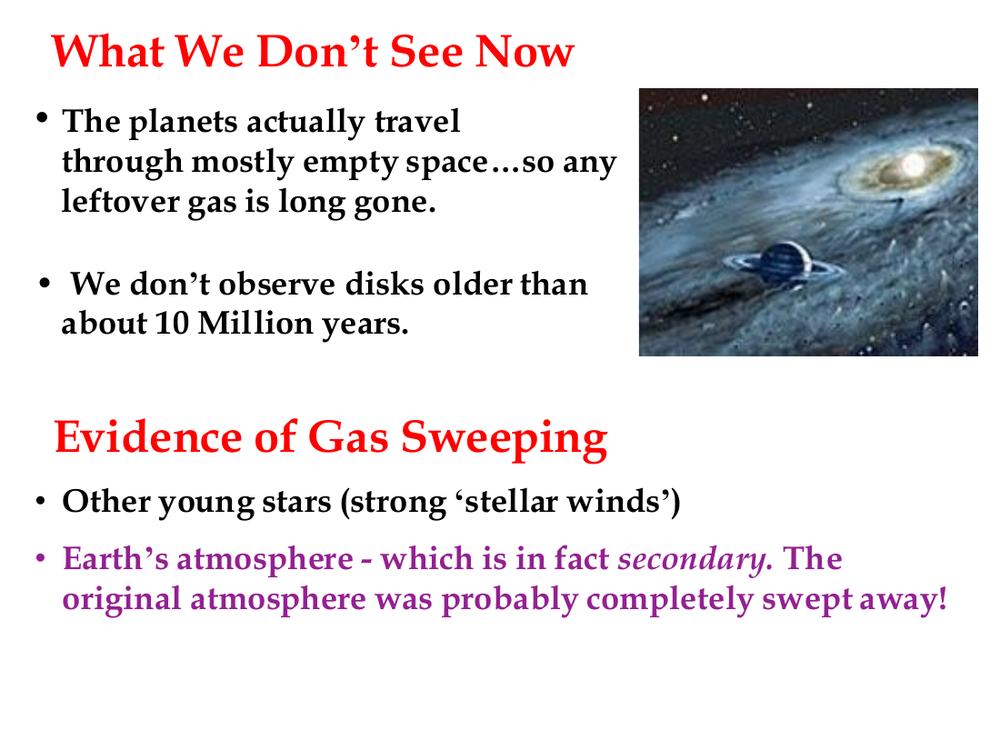 What We Don’t See Now
• The planets actually travel
through mostly empty space…so any
leftover gas is long gone.
• We don’t observe disks older than
about 10 Million years.
Evidence of Gas Sweeping
• Other young stars (strong ‘stellar winds’)
• Earth’s atmosphere - which is in fact secondary. The
original atmosphere was probably completely swept away!